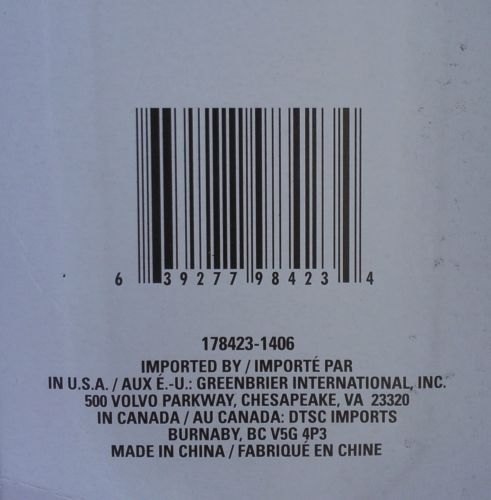 6 39277 98423 4
178423-1406
IMPORTED BY / IMPORTÉ PAR
IN U.S.A. / AUX É.-U.: GREENBRIER INTERNATIONAL, INC.
500 VOLVO PARKWAY, CHESAPEAKE, VA 23320
IN CANADA / AU CANADA: DTSC IMPORTS
BURNABY, BC V5G 4P3
MADE IN CHINA / FABRIQUÉ EN CHINE